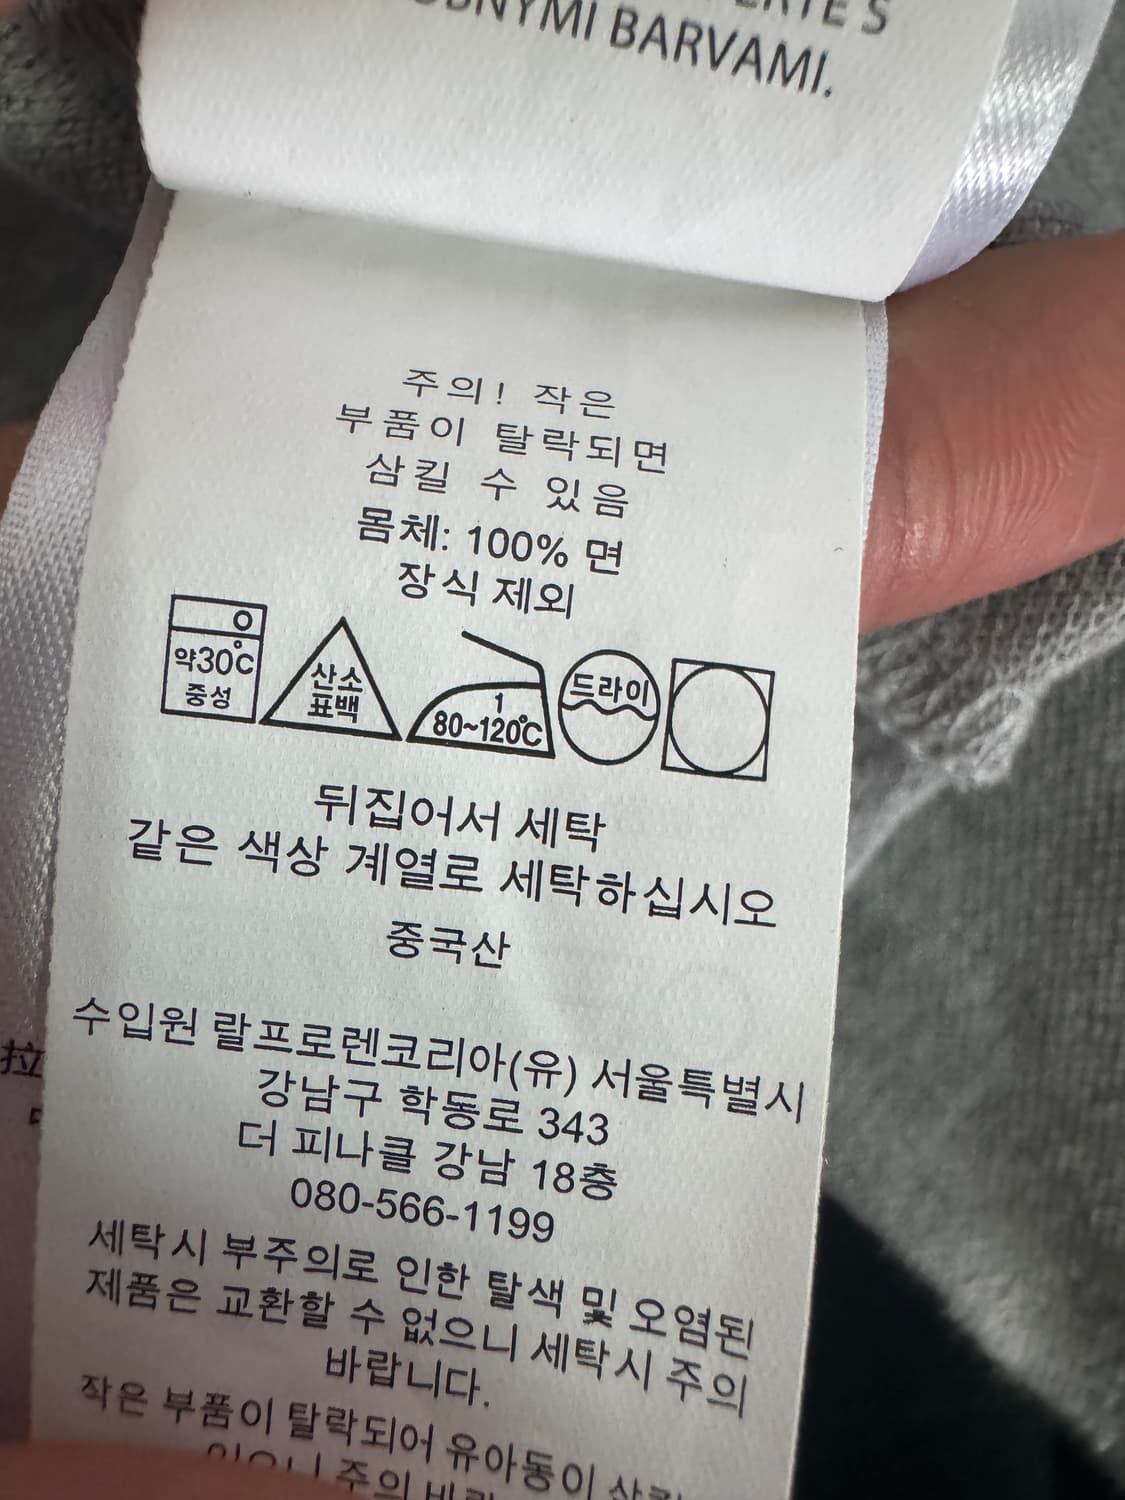 BARVAMI.
주의! 작은
부품이 탈락되면
삼킬 수 있음
몸체: 100% 면
장식 제외
약30℃
중성
산소
표백
1
80~120℃
드라이
뒤집어서 세탁
같은 색상 계열로 세탁하십시오
중국산
수입원 랄프로렌코리아(유) 서울특별시
강남구 학동로 343
더 피나클 강남 18층
080-566-1199
세탁시 부주의로 인한 탈색 및 오염된
제품은 교환할 수 없으니 세탁시 주의
바랍니다.
작은 부품이 탈락되어 유아동이
주의
拉